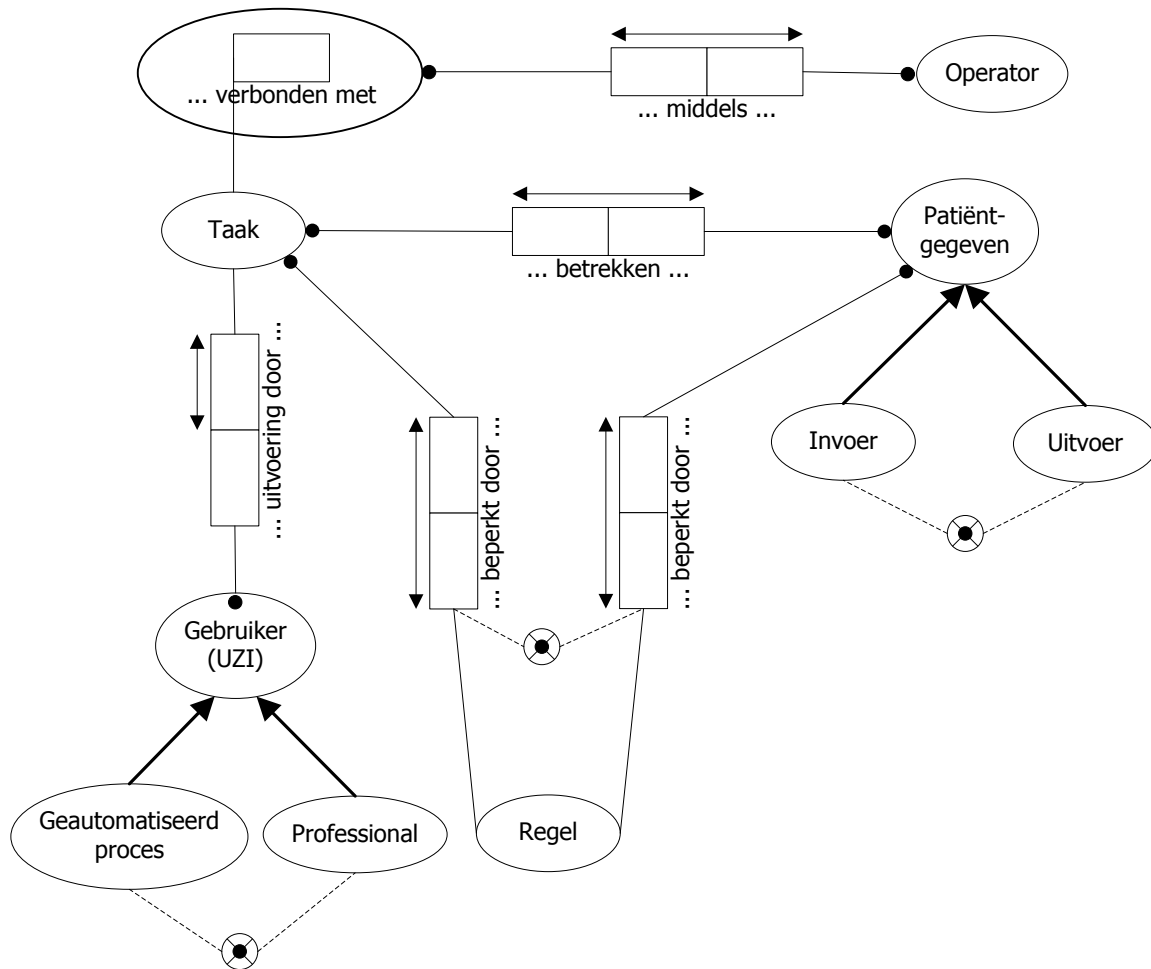 ... verbonden met
... middels ...
Operator
Taak
... betrekken ...
Patiënt-
gegeven
... uitvoering door ...
... beperkt door ...
... beperkt door ...
Invoer
Uitvoer
Gebruiker
(UZI)
Geautomatiseerd
proces
Professional
Regel